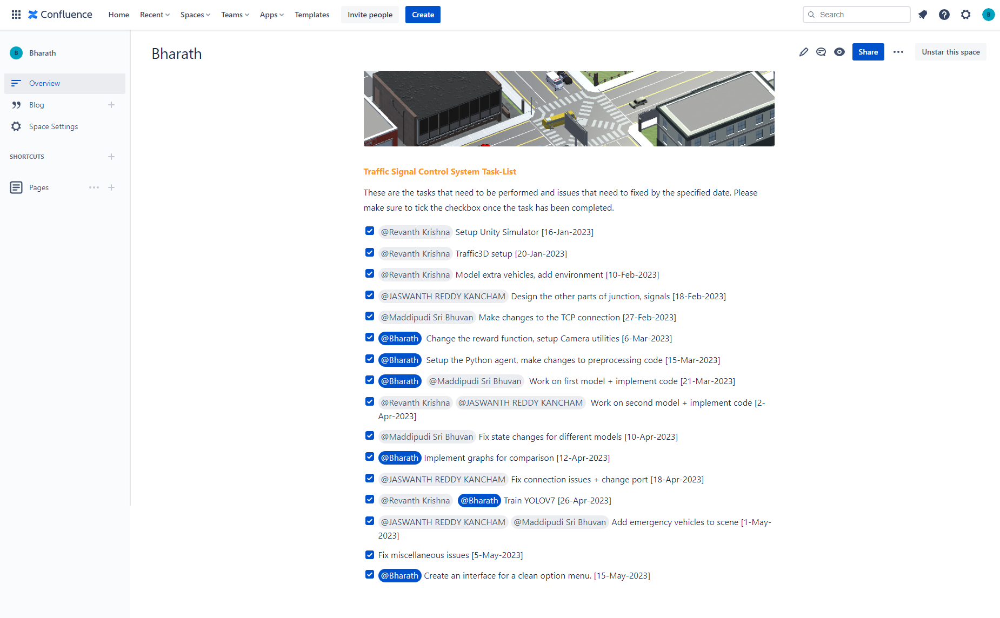 Confluence Home Recent Spaces Teams Apps Templates Invite people Create Search B
B Bharath
Overview
Blog
Space Settings
SHORTCUTS
Pages
Bharath
Share Unstar this space
Traffic Signal Control System Task-List
These are the tasks that need to be performed and issues that need to fixed by the specified date. Please
make sure to tick the checkbox once the task has been completed.
@Revanth Krishna Setup Unity Simulator [16-Jan-2023]
@Revanth Krishna Traffic3D setup [20-Jan-2023]
@Revanth Krishna Model extra vehicles, add environment [10-Feb-2023]
@JASWANTH REDDY KANCHAM Design the other parts of junction, signals [18-Feb-2023]
@Maddipudi Sri Bhuvan Make changes to the TCP connection [27-Feb-2023]
@Bharath Change the reward function, setup Camera utilities [6-Mar-2023]
@Bharath Setup the Python agent, make changes to preprocessing code [15-Mar-2023]
@Bharath @Maddipudi Sri Bhuvan Work on first model + implement code [21-Mar-2023]
@Revanth Krishna @JASWANTH REDDY KANCHAM Work on second model + implement code [2-
Apr-2023]
@Maddipudi Sri Bhuvan Fix state changes for different models [10-Apr-2023]
@Bharath Implement graphs for comparison [12-Apr-2023]
@JASWANTH REDDY KANCHAM Fix connection issues + change port [18-Apr-2023]
@Revanth Krishna @Bharath Train YOLOV7 [26-Apr-2023]
@JASWANTH REDDY KANCHAM @Maddipudi Sri Bhuvan Add emergency vehicles to scene [1-May-
2023]
Fix miscellaneous issues [5-May-2023]
@Bharath Create an interface for a clean option menu. [15-May-2023]